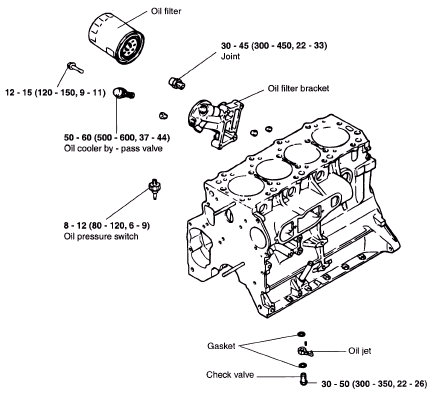 Oil filter
30 - 45 (300 - 450, 22 - 33)
Joint
12 - 15 (120 - 150, 9 - 11)
Oil filter bracket
50 - 60 (500 - 600, 37 - 44)
Oil cooler by - pass valve
8 - 12 (80 - 120, 6 - 9)
Oil pressure switch
Gasket
Oil jet
Check valve
30 - 50 (300 - 350, 22 - 26)